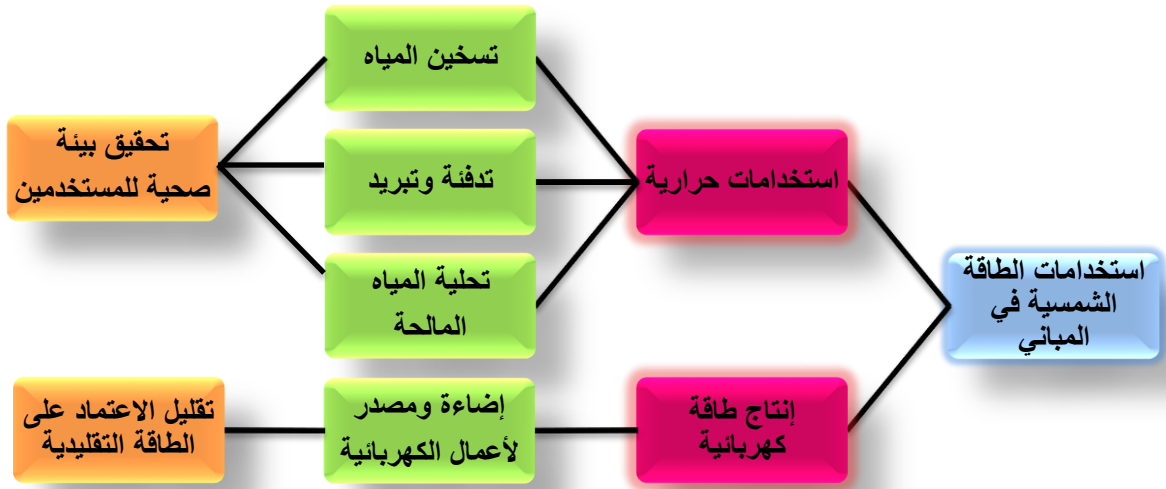 استخدامات الطاقة
الشمسية في
المباني
استخدامات حرارية
تسخين المياه
تدفئة وتبريد
تحلية المياه
المالحة
تحقيق بيئة
صحية للمستخدمين
إنتاج طاقة
كهربائية
إضاءة ومصدر
لأعمال الكهربائية
تقليل الاعتماد على
الطاقة التقليدية